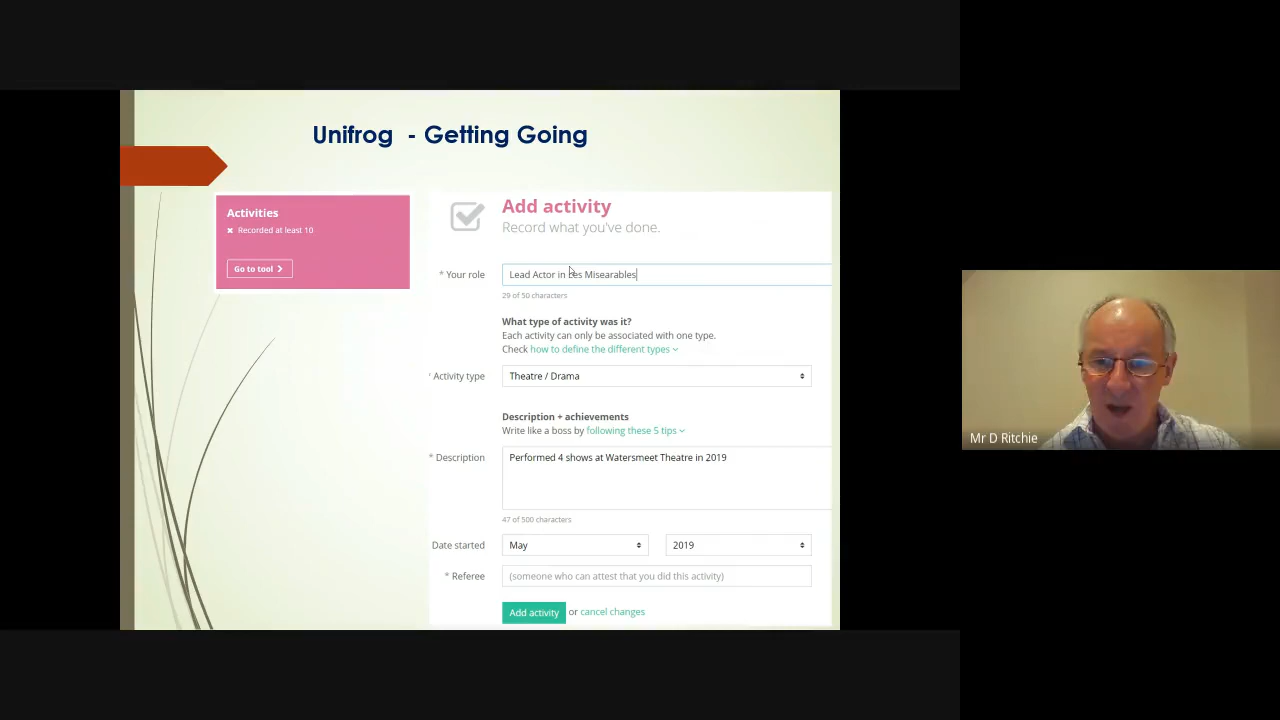 Unifrog - Getting Going
Activities
✖ Recorded at least 10
Go to tool
Add activity
Record what you've done.
* Your role
Lead Actor in Les Misearables
29 of 50 characters
What type of activity was it?
Each activity can only be associated with one type.
Check how to define the different types
* Activity type
Theatre / Drama
Description + achievements
Write like a boss by following these 5 tips
* Description
Performed 4 shows at Watersmeet Theatre in 2019
47 of 500 characters
Date started
May
2019
* Referee
(someone who can attest that you did this activity)
Add activity or cancel changes
Mr D Ritchie